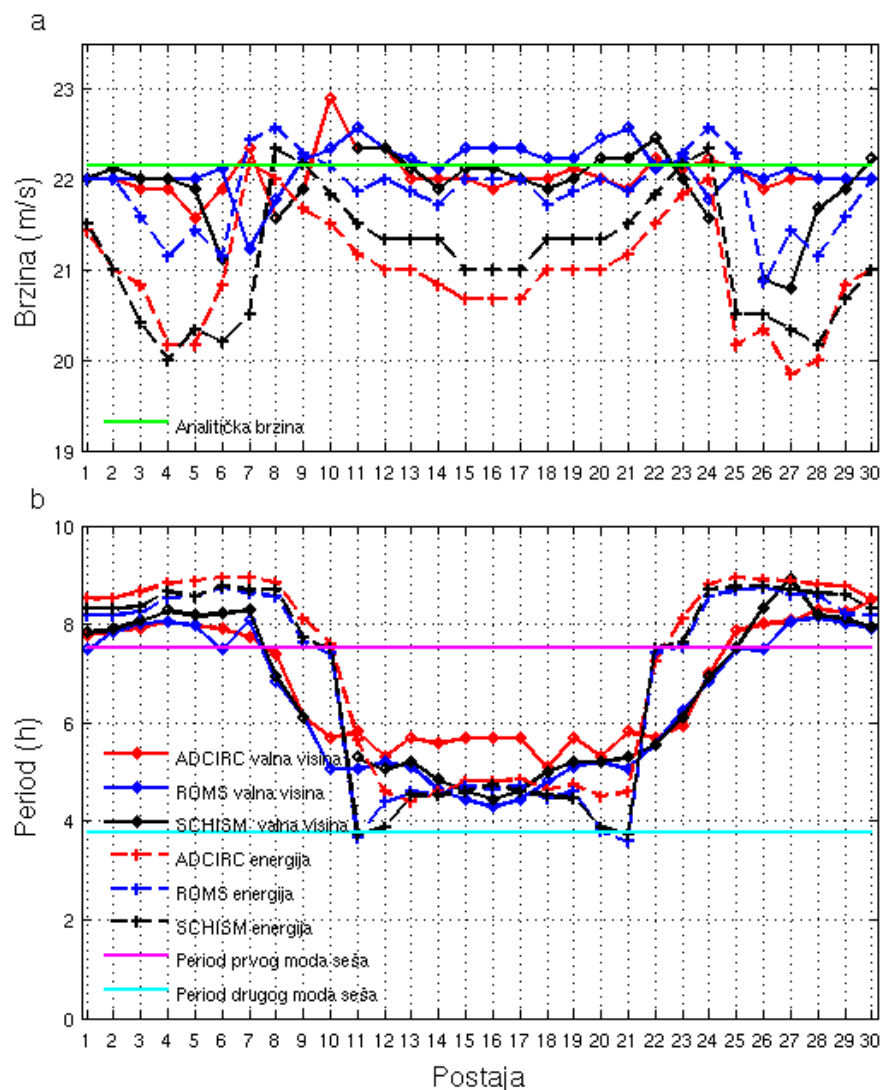 a
23
22
21
20
19
Brzina (m/s)
Analitička brzina
1 2 3 4 5 6 7 8 9 10 11 12 13 14 15 16 17 18 19 20 21 22 23 24 25 26 27 28 29 30
b
10
8
6
4
2
0
Period (h)
ADCIRC valna visina
ROMS valna visina
SCHISM valna visina
ADCIRC energija
ROMS energija
SCHISM energija
Period prvog moda seša
Period drugog moda seša
1 2 3 4 5 6 7 8 9 10 11 12 13 14 15 16 17 18 19 20 21 22 23 24 25 26 27 28 29 30
Postaja